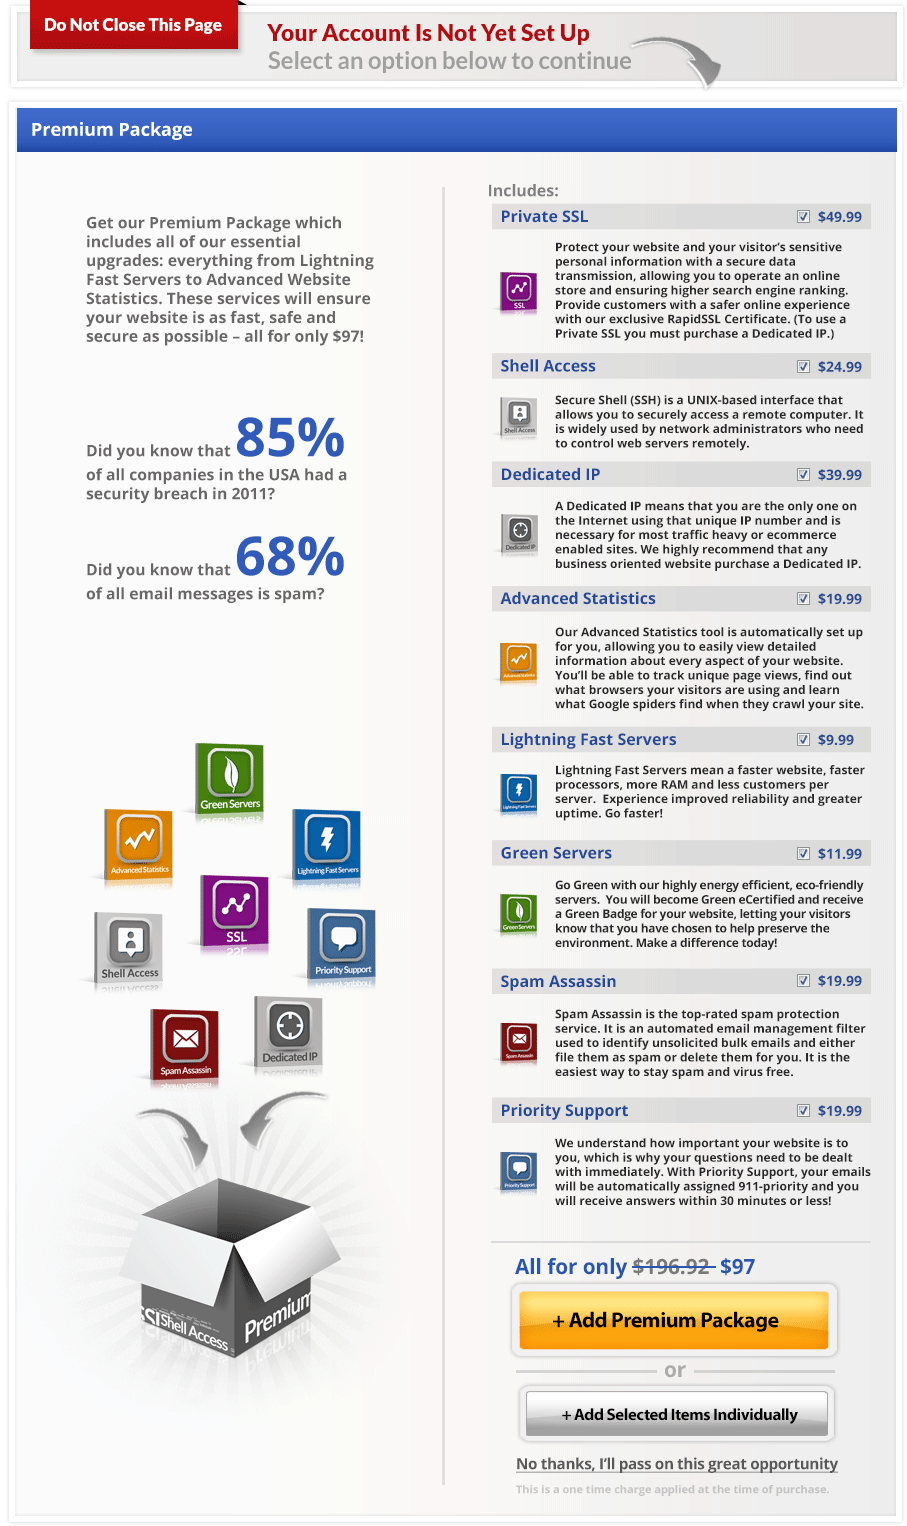 Do Not Close This Page
Your Account Is Not Yet Set Up
Select an option below to continue
Premium Package
Get our Premium Package which
includes all of our essential
upgrades: everything from Lightning
Fast Servers to Advanced Website
Statistics. These services will ensure
your website is as fast, safe and
secure as possible – all for only $97!
Did you know that 85%
of all companies in the USA had a
security breach in 2011?
Did you know that 68%
of all email messages is spam?
Green Servers
Advanced Statistics
Lightning Fast Servers
SSL
Shell Access
Priority Support
Spam Assassin
Dedicated IP
SSl
Shell Access
Premium
Includes:
Private SSL $49.99
Protect your website and your visitor's sensitive
personal information with a secure data
transmission, allowing you to operate an online
store and ensuring higher search engine ranking.
Provide customers with a safer online experience
with our exclusive RapidSSL Certificate. (To use a
Private SSL you must purchase a Dedicated IP.)
SSL
Shell Access $24.99
Secure Shell (SSH) is a UNIX-based interface that
allows you to securely access a remote computer. It
is widely used by network administrators who need
to control web servers remotely.
Shell Access
Dedicated IP $39.99
A Dedicated IP means that you are the only one on
the Internet using that unique IP number and is
necessary for most traffic heavy or ecommerce
enabled sites. We highly recommend that any
business oriented website purchase a Dedicated IP.
Dedicated IP
Advanced Statistics $19.99
Our Advanced Statistics tool is automatically set up
for you, allowing you to easily view detailed
information about every aspect of your website.
You'll be able to track unique page views, find out
what browsers your visitors are using and learn
what Google spiders find when they crawl your site.
Advanced Statistics
Lightning Fast Servers $9.99
Lightning Fast Servers mean a faster website, faster
processors, more RAM and less customers per
server. Experience improved reliability and greater
uptime. Go faster!
Lightning Fast Servers
Green Servers $11.99
Go Green with our highly energy efficient, eco-friendly
servers. You will become Green eCertified and receive
a Green Badge for your website, letting your visitors
know that you have chosen to help preserve the
environment. Make a difference today!
Green Servers
Spam Assassin $19.99
Spam Assassin is the top-rated spam protection
service. It is an automated email management filter
used to identify unsolicited bulk emails and either
file them as spam or delete them for you. It is the
easiest way to stay spam and virus free.
Spam Assassin
Priority Support $19.99
We understand how important your website is to
you, which is why your questions need to be dealt
with immediately. With Priority Support, your emails
will be automatically assigned 911-priority and you
will receive answers within 30 minutes or less!
Priority Support
All for only $196.92 $97
+ Add Premium Package
or
+ Add Selected Items Individually
No thanks, I'll pass on this great opportunity
This is a one time charge applied at the time of purchase.